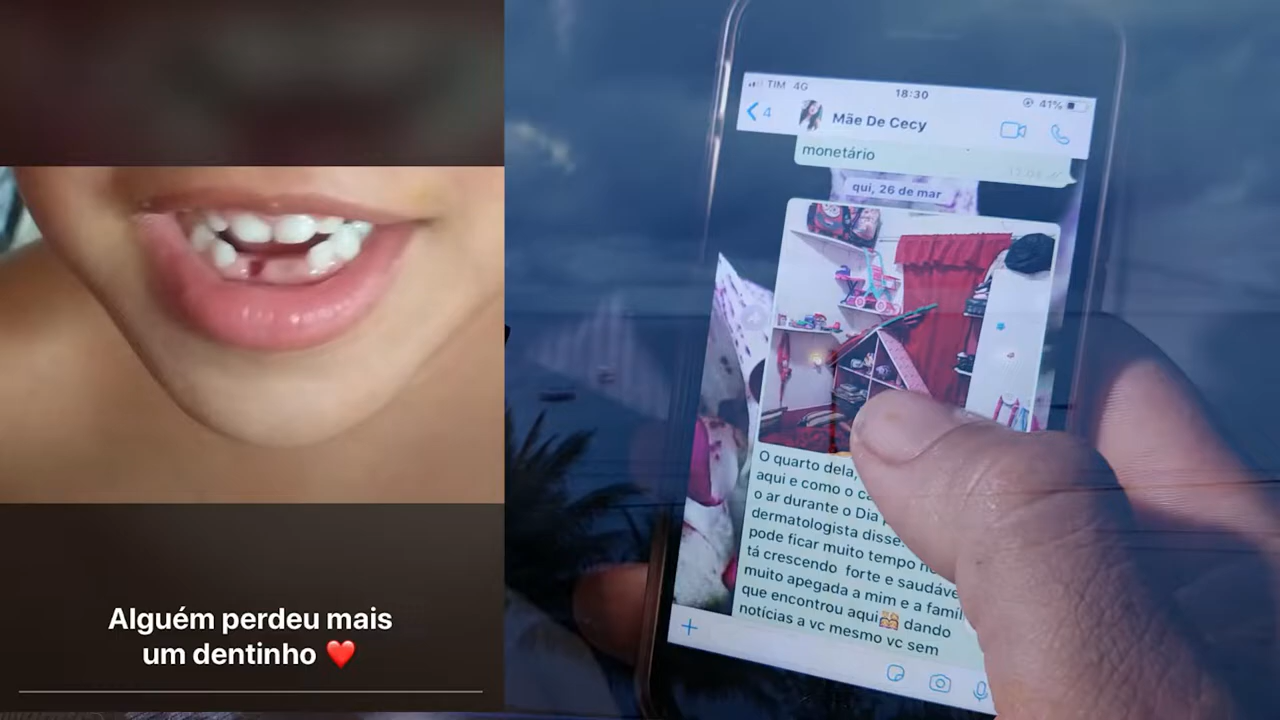 Alguém perdeu mais
um dentinho ❤️
TIM 4G
18:30
41%
4
Mãe De Cecy
monetário
qui, 26 de mar
O quarto dela,
aqui e como o
o ar durante o Dia
dermatologista disse
pode ficar muito tempo
tá crescendo forte e
muito apegada a mim e a
que encontrou aqui dando
notícias a vc mesmo vc sem